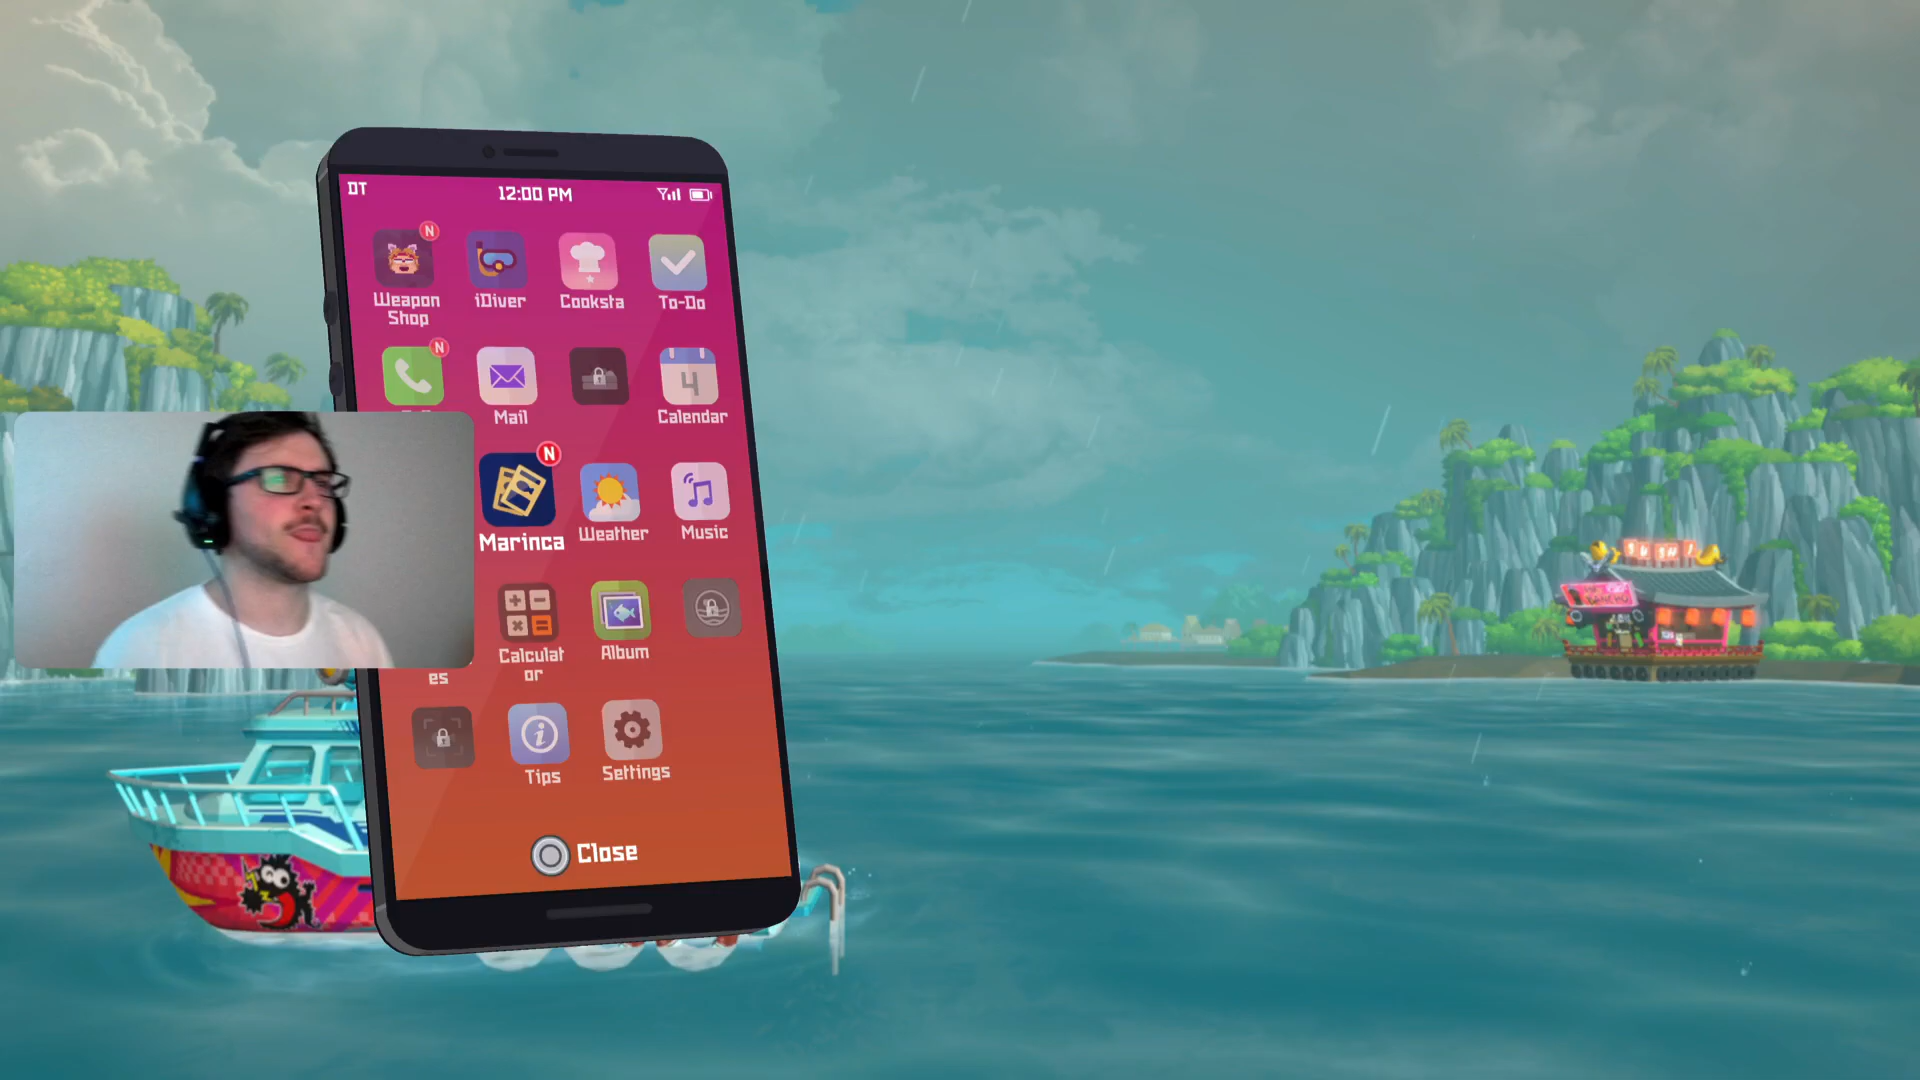 DT
12:00 PM
N
Weapon
Shop
iDiver
Cooksta
To-Do
N
4
Mail
Calendar
N
Marinca
Weather
Music
Calculat
or
Album
es
Tips
Settings
Close
SUSHI